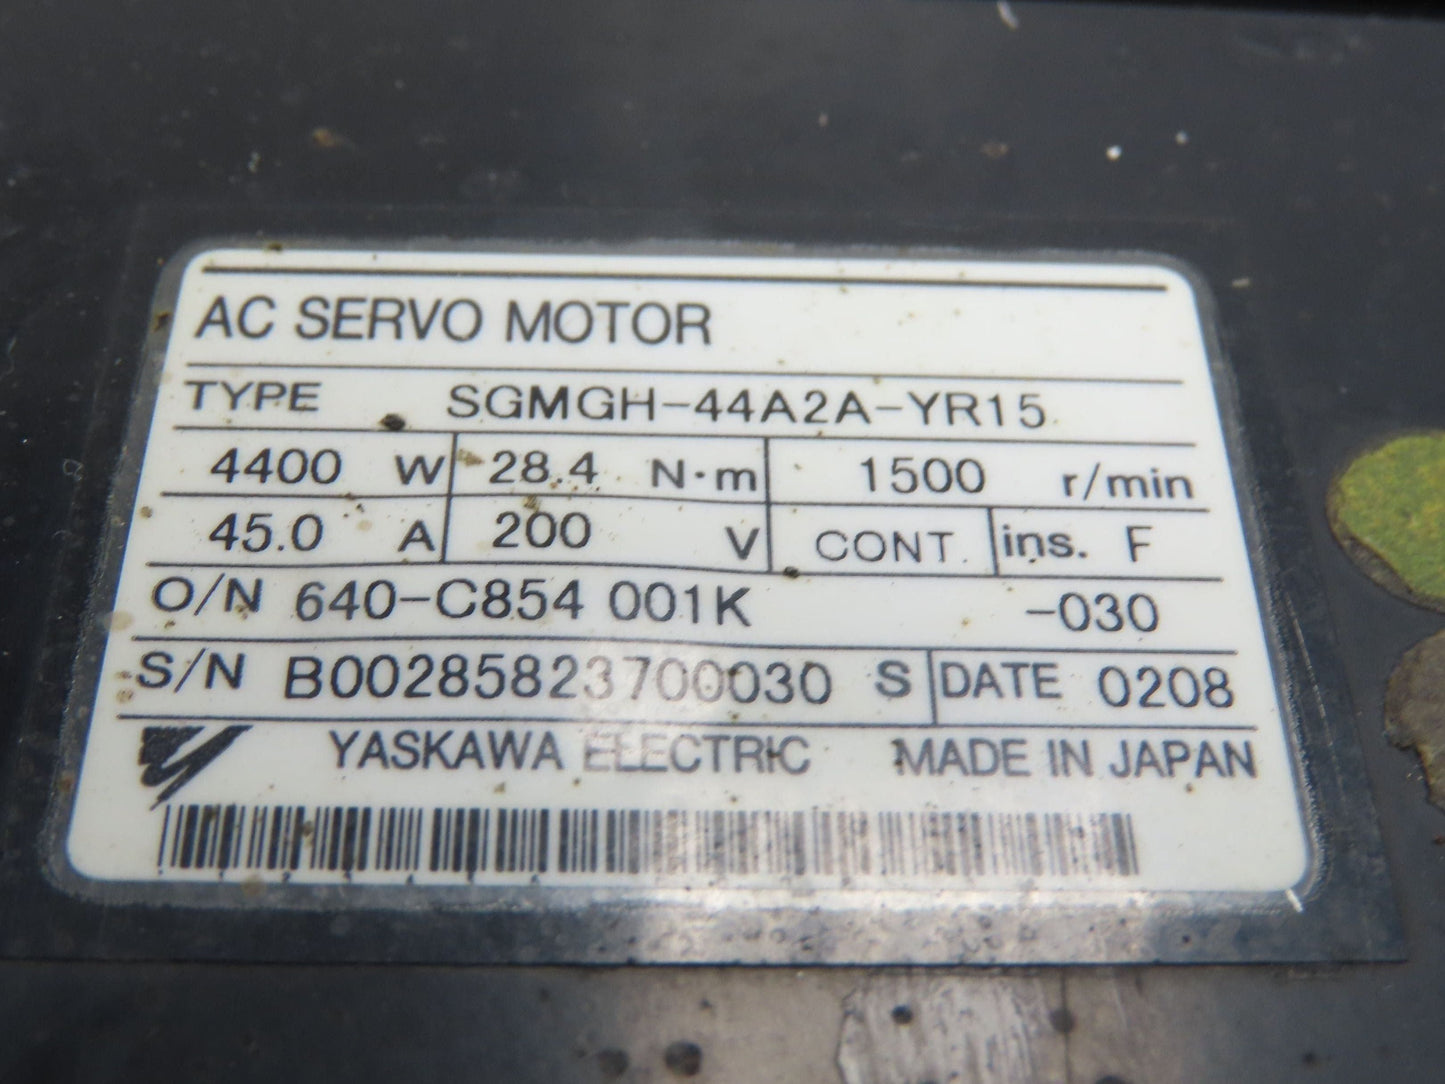 AC SERVO MOTOR
TYPE SGMGH-44A2A-YR15
4400 W 28.4 N·m 1500 r/min
45.0 A 200 V CONT. ins. F
O/N 640-C854 001K -030
S/N B00285823700030 S DATE 0208
YASKAWA ELECTRIC MADE IN JAPAN